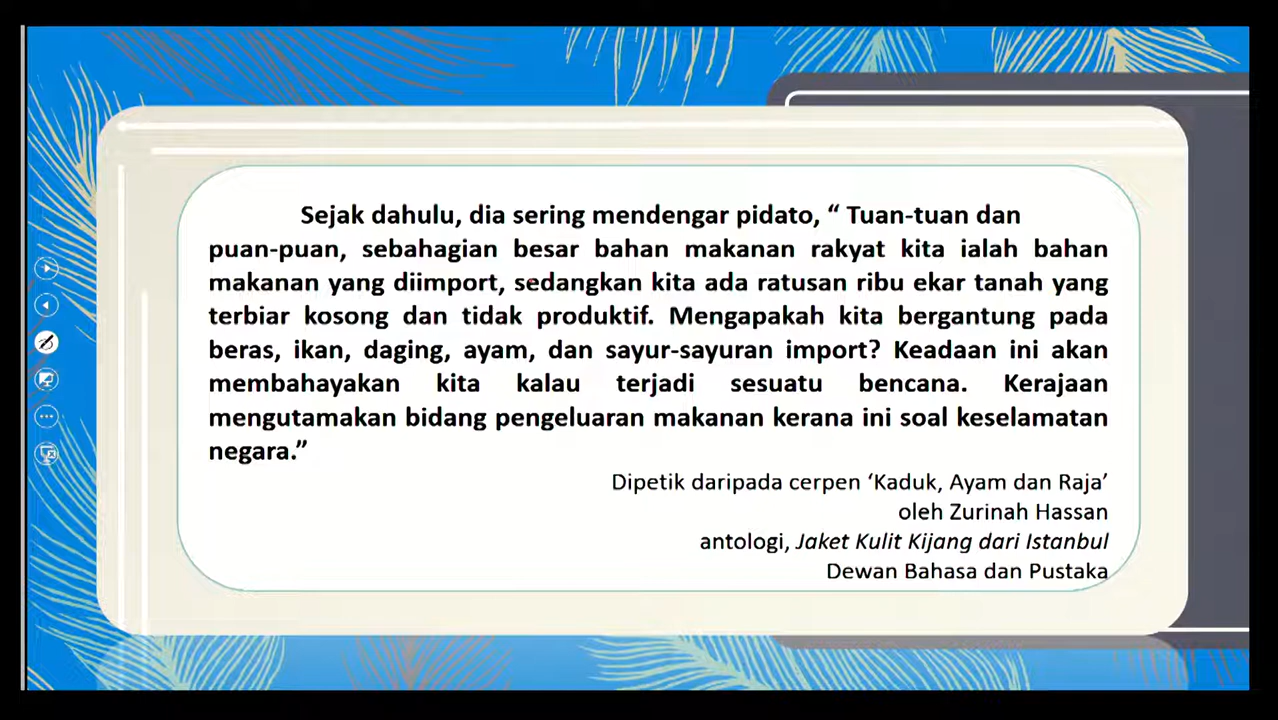 Sejak dahulu, dia sering mendengar pidato, “ Tuan-tuan dan
puan-puan, sebahagian besar bahan makanan rakyat kita ialah bahan
makanan yang diimport, sedangkan kita ada ratusan ribu ekar tanah yang
terbiar kosong dan tidak produktif. Mengapakah kita bergantung pada
beras, ikan, daging, ayam, dan sayur-sayuran import? Keadaan ini akan
membahayakan kita kalau terjadi sesuatu bencana. Kerajaan
mengutamakan bidang pengeluaran makanan kerana ini soal keselamatan
negara.”
Dipetik daripada cerpen ‘Kaduk, Ayam dan Raja’
oleh Zurinah Hassan
antologi, Jaket Kulit Kijang dari Istanbul
Dewan Bahasa dan Pustaka